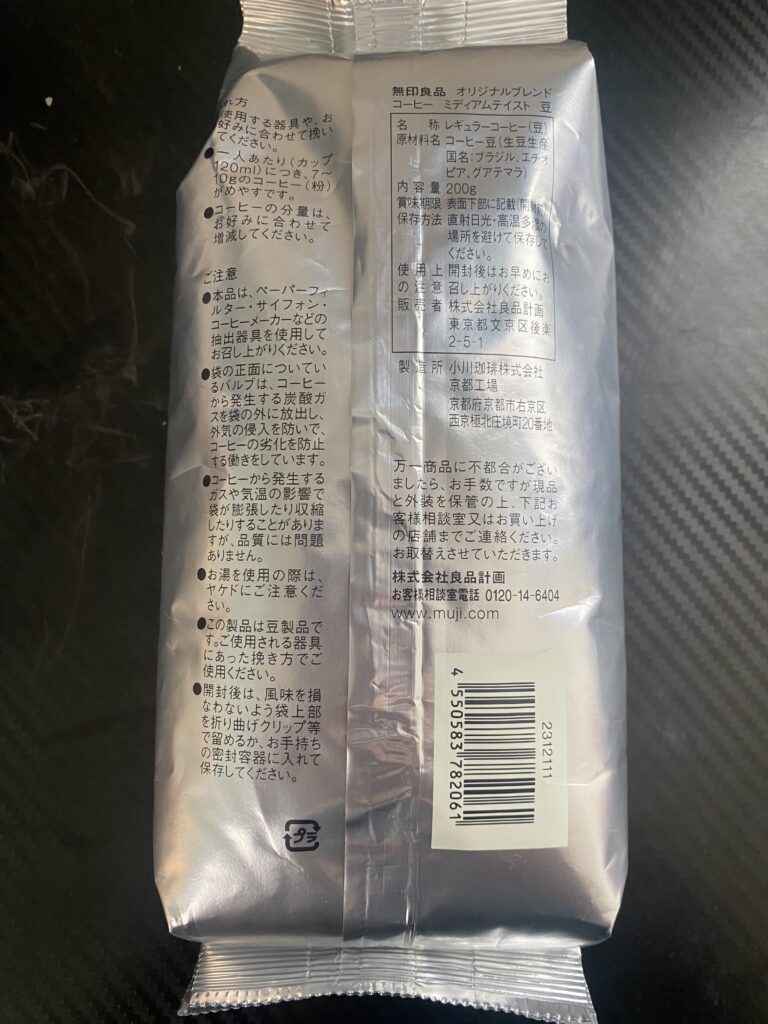 れ方
使用する器具や、お
好みに合わせて挽い
てください。
●一人あたり(カップ
120ml)につき、7〜
10gのコーヒー(粉)
がめやすです。
●コーヒーの分量は、
お好みに合わせて
増減してください。
ご注意
●本品は、ペーパーフィ
ルター・サイフォン・
コーヒーメーカーなどの
抽出器具を使用して
お召し上がりください。
●袋の正面についてい
るバルブは、コーヒー
から発生する炭酸ガ
スを袋の外に放出し、
外気の侵入を防いで、
コーヒーの劣化を防止
する働きをしています。
●コーヒーから発生する
ガスや気温の影響で
袋が膨張したり収縮
したりすることがありま
すが、品質には問題
ありません。
●お湯を使用の際は、
ヤケドにご注意くだ
さい。
●この製品は豆製品で
す。ご使用される器具
にあった挽き方でご
使用ください。
●開封後は、風味を損
なわないよう袋上部
を折り曲げクリップ等
で留めるか、お手持ち
の密封容器に入れて
保存してください。
プラ
無印良品 オリジナルブレンド
コーヒー ミディアムテイスト 豆
名称 レギュラーコーヒー(豆)
原材料名 コーヒー豆(生豆生産
国名:ブラジル、エチオ
ピア、グアテマラ)
内容量 200g
賞味期限 表面下部に記載(開封前)
保存方法 直射日光・高温多湿の
場所を避けて保存して
ください。
使用上 開封後はお早めにお
の注意 召し上がりください。
販売者 株式会社良品計画
東京都文京区後楽
2-5-1
製造所 小川珈琲株式会社
京都工場
京都府京都市右京区
西京極北庄境町20番地
万一商品に不都合がござい
ましたら、お手数ですが現品
と外装を保管の上、下記お
客様相談室又はお買い上げ
の店舗までご連絡ください。
お取替えさせていただきます。
株式会社良品計画
お客様相談室電話 0120-14-6404
www.muji.com
2312111
4 550583 782061